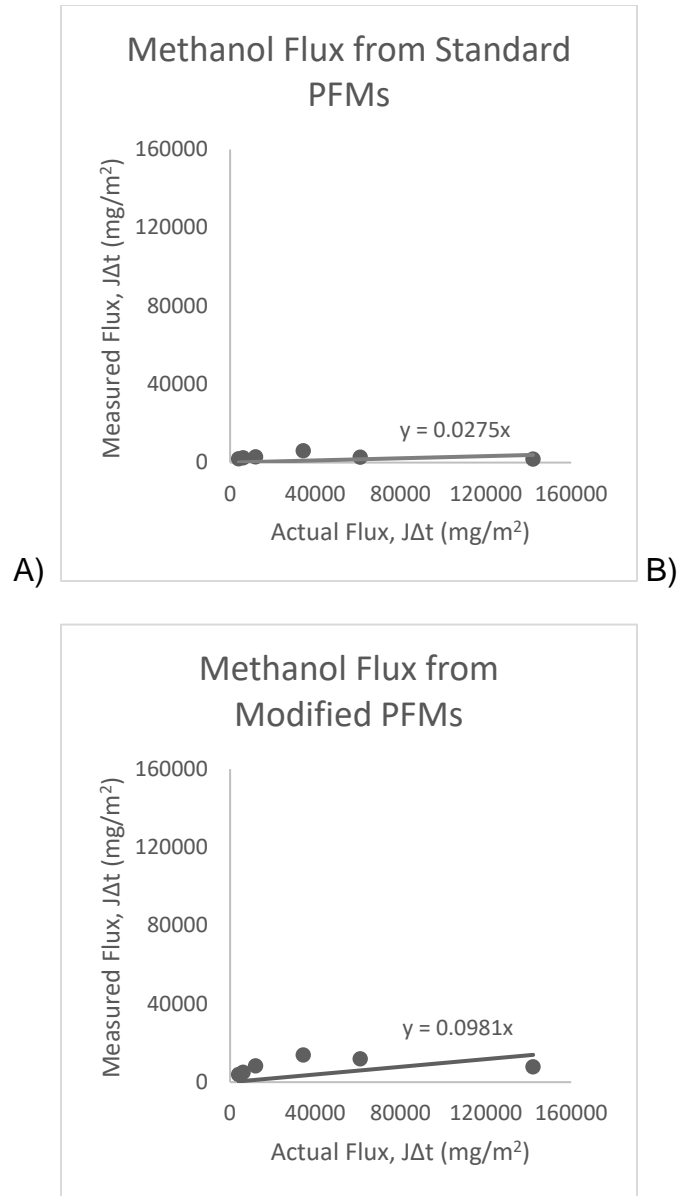 Methanol Flux from Standard
PFMs
Measured Flux, JΔt (mg/m²)
160000
120000
80000
40000
0
y = 0.0275x
0 40000 80000 120000 160000
Actual Flux, JΔt (mg/m²)
A)
B)
Methanol Flux from
Modified PFMs
Measured Flux, JΔt (mg/m²)
160000
120000
80000
40000
0
y = 0.0981x
0 40000 80000 120000 160000
Actual Flux, JΔt (mg/m²)